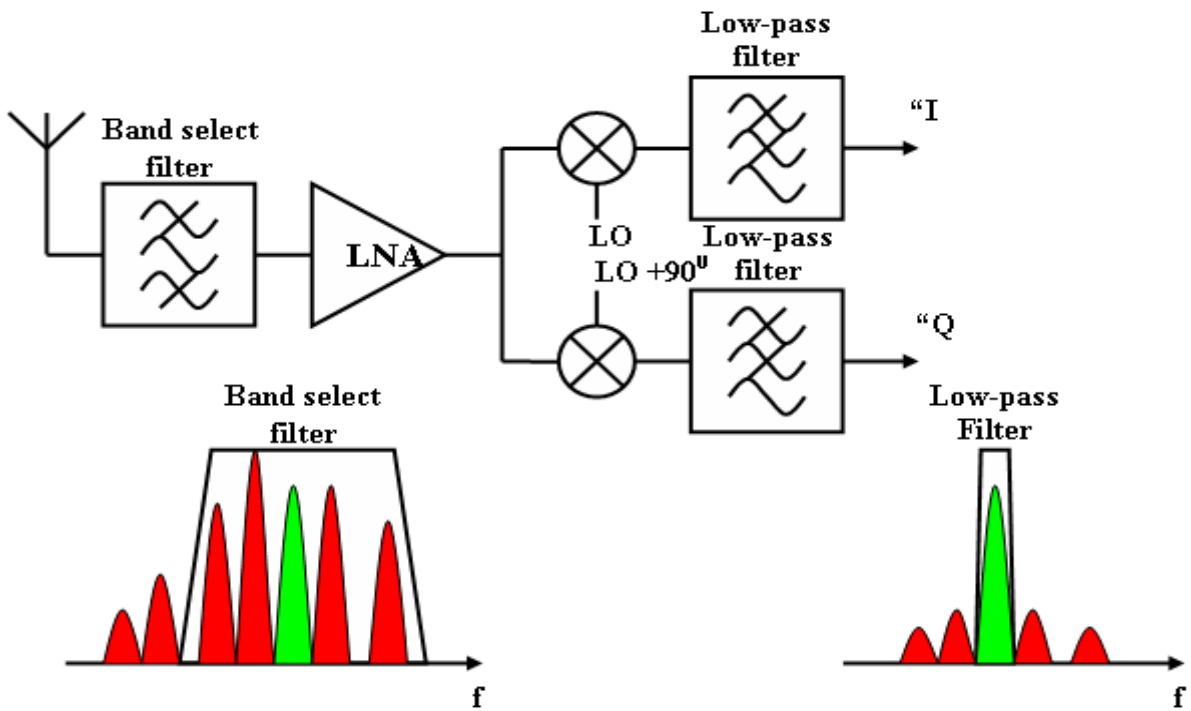 Low-pass
filter
Band select
filter
"I
LNA
LO
Low-pass
filter
LO +90⁰
"Q
Band select
filter
Low-pass
Filter
f
f